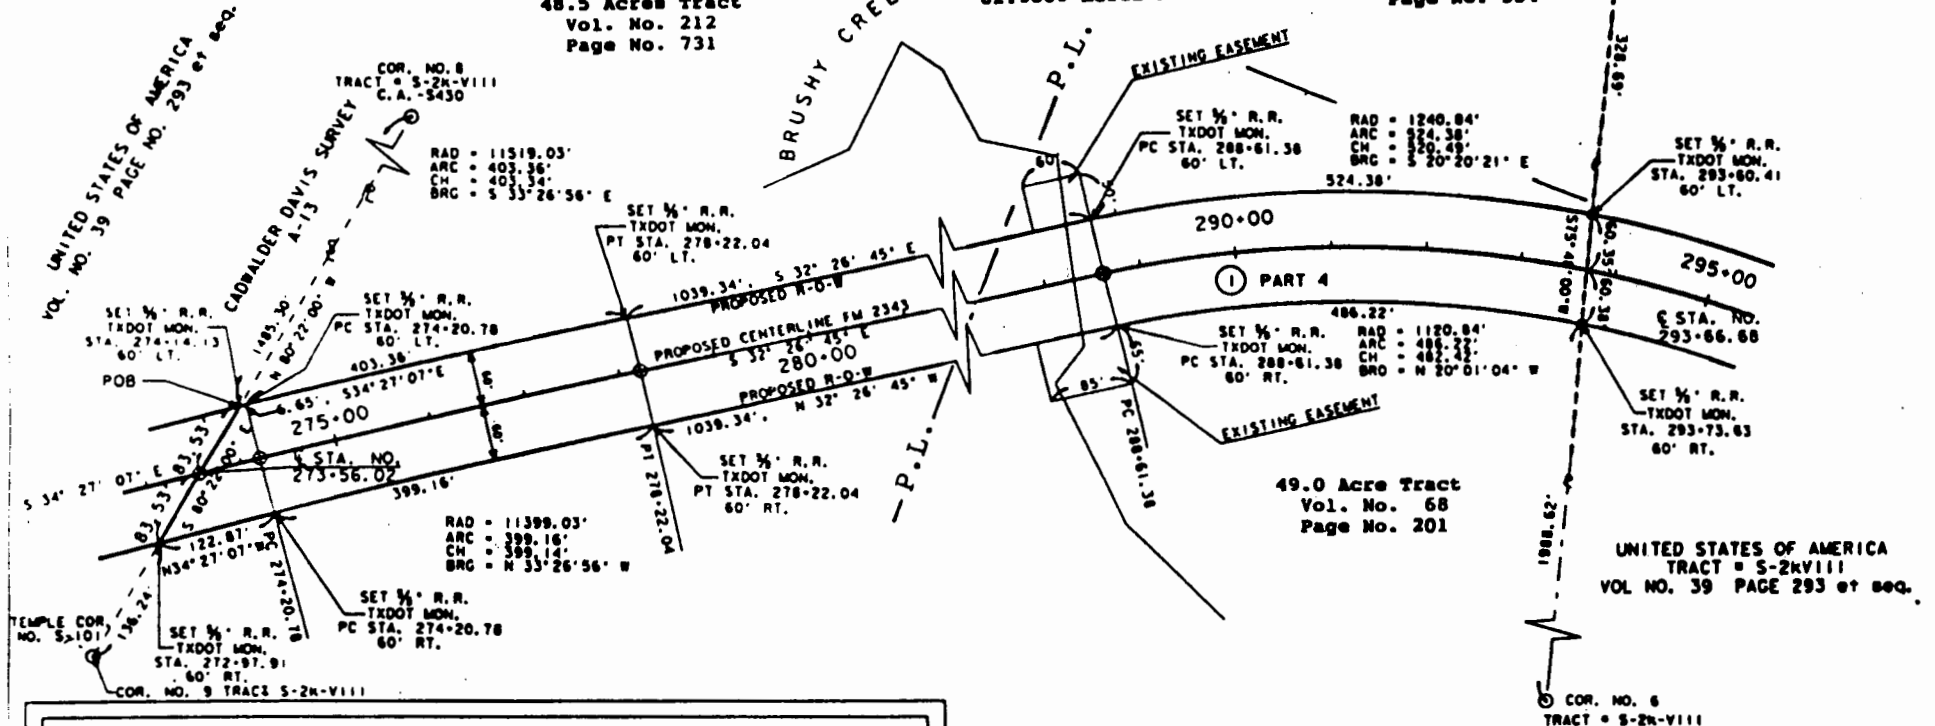 48.5 Acres Tract
Vol. No. 212
Page No. 731
UNITED STATES OF AMERICA
VOL. NO. 39 PAGE NO. 293 et seq.
COR. NO. 8
TRACT = S-2K-VIII
C.A. -S430
CADWALDER DAVIS SURVEY
A-13
RAD = 11519.03'
ARC = 403.36'
CH = 403.34'
BRG = S 33°26'56" E
BRUSHY
P.L.
EXISTING EASEMENT
SET ⅝" R.R.
TXDOT MON.
PC STA. 288+61.38
60' LT.
RAD = 1240.84'
ARC = 524.38'
CH = 520.49'
BRG = S 20°20'21" E
524.38'
328.69'
SET ⅝" R.R.
TXDOT MON.
STA. 293+60.41
60' LT.
SET ⅝" R.R.
TXDOT MON.
PT STA. 278+22.04
60' LT.
1485.30'
N 80°22'00" W
SET ⅝" R.R.
TXDOT MON.
STA. 274+14.13
60' LT.
POB
SET ⅝" R.R.
TXDOT MON.
PC STA. 274+20.78
60' LT.
403.36'
6.65', S34°27'07"E
275+00
60'
60'
1039.34', S 32° 26' 45" E
PROPOSED R-O-W
PROPOSED CENTERLINE FM 2343
S 32° 26' 45" E
280+00
PROPOSED R-O-W
1039.34', N 32° 26' 45" W
290+00
1 PART 4
295+00
60.35'
60.38'
℄ STA. NO.
293+66.68
486.22'
SET ⅝" R.R.
TXDOT MON.
PC STA. 288+61.38
60' RT.
RAD = 1120.84'
ARC = 486.22'
CH = 482.42'
BRG = N 20°01'04" W
65'
85'
PC 288+61.38
EXISTING EASEMENT
SET ⅝" R.R.
TXDOT MON.
STA. 293+73.63
60' RT.
S 34° 27' 07" E
83.53'
83.53'
S 80°22'00" E
℄ STA. NO.
273+56.02
399.16'
122.87'
N34°27'07"W
PC 274+20.78
RAD = 11399.03'
ARC = 399.16'
CH = 399.14'
BRG = N 33°26'56" W
SET ⅝" R.R.
TXDOT MON.
PT STA. 278+22.04
60' RT.
PT 278+22.04
P.L.
SET ⅝" R.R.
TXDOT MON.
PC STA. 274+20.78
60' RT.
136.24'
TEMPLE COR.
NO. S-101
SET ⅝" R.R.
TXDOT MON.
STA. 272+97.91
60' RT.
COR. NO. 9 TRACT S-2K-VIII
49.0 Acre Tract
Vol. No. 68
Page No. 201
UNITED STATES OF AMERICA
TRACT = S-2KVIII
VOL NO. 39 PAGE 293 et seq.
COR. NO. 6
TRACT = S-2K-VIII